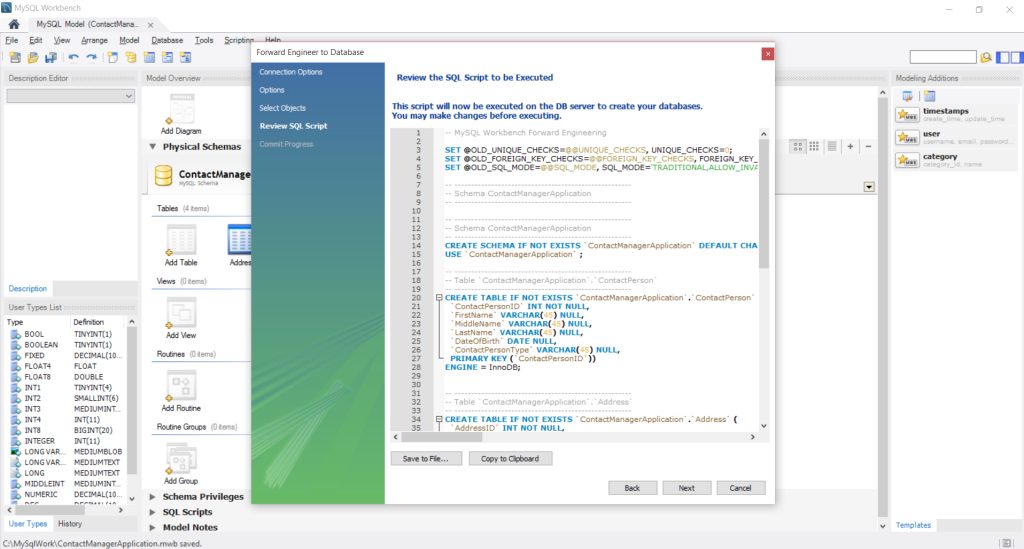 MySQL Workbench
MySQL Model (ContactMana..
File Edit View Arrange Model Database Tools Scripting Help
Description Editor
Description
User Types List
Type Definition
BOOL TINYINT(1)
BOOLEAN TINYINT(1)
FIXED DECIMAL(10...
FLOAT4 FLOAT
FLOAT8 DOUBLE
INT1 TINYINT(4)
INT2 SMALLINT(6)
INT3 MEDIUMINT...
INT4 INT(11)
INT8 BIGINT(20)
INTEGER INT(11)
LONG VAR... MEDIUMBLOB
LONG VAR... MEDIUMTEXT
LONG MEDIUMTEXT
MIDDLEINT MEDIUMINT...
NUMERIC DECIMAL(10...
User Types History
Model Overview
Add Diagram
Physical Schemas
ContactManage
MySQL Schema
Tables (4 items)
Add Table Addres
Views (0 items)
Add View
Routines (0 items)
Add Routine
Routine Groups (0 items)
Add Group
Schema Privileges
SQL Scripts
Model Notes
Forward Engineer to Database
Connection Options
Options
Select Objects
Review SQL Script
Commit Progress
Review the SQL Script to be Executed
This script will now be executed on the DB server to create your databases.
You may make changes before executing.
1 -- MySQL Workbench Forward Engineering
2
3 SET @OLD_UNIQUE_CHECKS=@@UNIQUE_CHECKS, UNIQUE_CHECKS=0;
4 SET @OLD_FOREIGN_KEY_CHECKS=@@FOREIGN_KEY_CHECKS, FOREIGN_KEY_
5 SET @OLD_SQL_MODE=@@SQL_MODE, SQL_MODE='TRADITIONAL,ALLOW_INVA
6
7 -- -----------------------------------------------------
8 -- Schema ContactManagerApplication
9 -- -----------------------------------------------------
10
11 -- -----------------------------------------------------
12 -- Schema ContactManagerApplication
13 -- -----------------------------------------------------
14 CREATE SCHEMA IF NOT EXISTS `ContactManagerApplication` DEFAULT CHA
15 USE `ContactManagerApplication` ;
16
17 -- -----------------------------------------------------
18 -- Table `ContactManagerApplication`.`ContactPerson`
19 -- -----------------------------------------------------
20 CREATE TABLE IF NOT EXISTS `ContactManagerApplication`.`ContactPerson`
21 `ContactPersonID` INT NOT NULL,
22 `FirstName` VARCHAR(45) NULL,
23 `MiddleName` VARCHAR(45) NULL,
24 `LastName` VARCHAR(45) NULL,
25 `DateOfBirth` DATE NULL,
26 `ContactPersonType` VARCHAR(45) NULL,
27 PRIMARY KEY (`ContactPersonID`))
28 ENGINE = InnoDB;
29
30
31 -- -----------------------------------------------------
32 -- Table `ContactManagerApplication`.`Address`
33 -- -----------------------------------------------------
34 CREATE TABLE IF NOT EXISTS `ContactManagerApplication`.`Address` (
35 `AddressID` INT NOT NULL,
Save to File... Copy to Clipboard
Back Next Cancel
Modeling Additions
timestamps
create_time, update_time
user
username, email, password...
category
category_id, name
Templates
C:\MySqlWork\ContactManagerApplication.mwb saved.